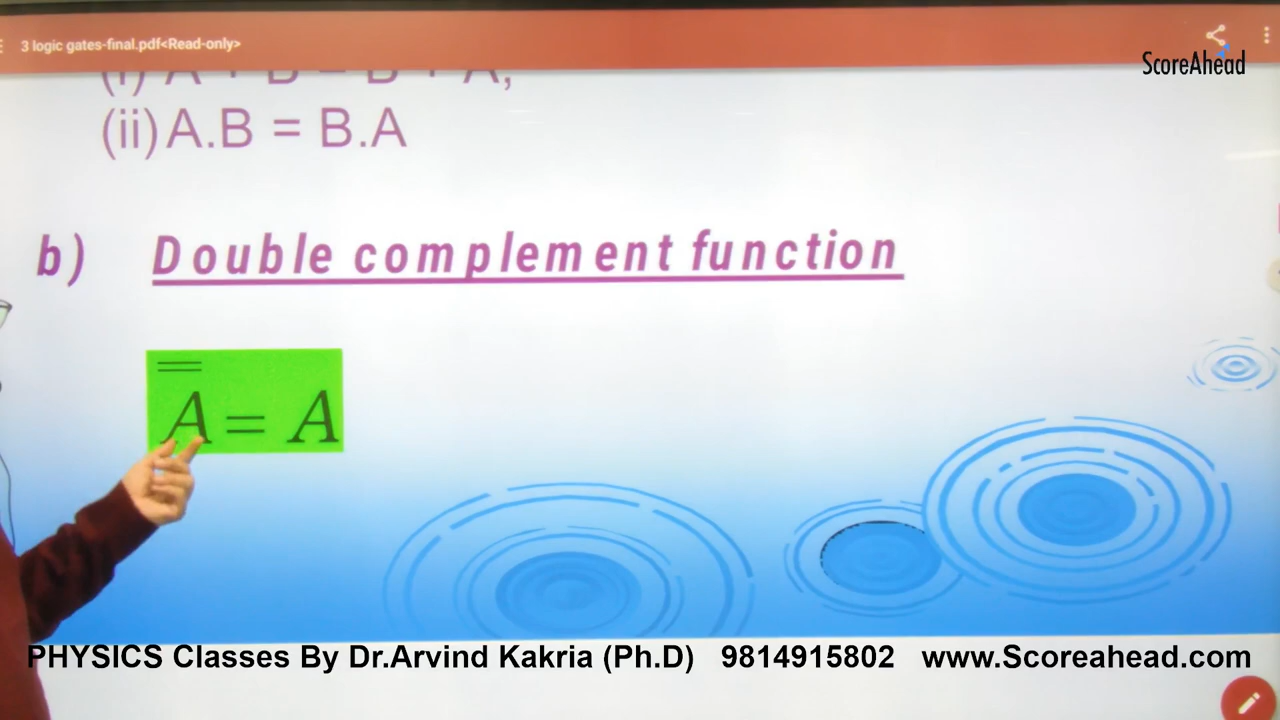 3 logic gates-final.pdf<Read-only>
ScoreAhead
(i) A + B = B + A,
(ii) A.B = B.A
b) Double complement function
A̿ = A
PHYSICS Classes By Dr.Arvind Kakria (Ph.D) 9814915802 www.Scoreahead.com